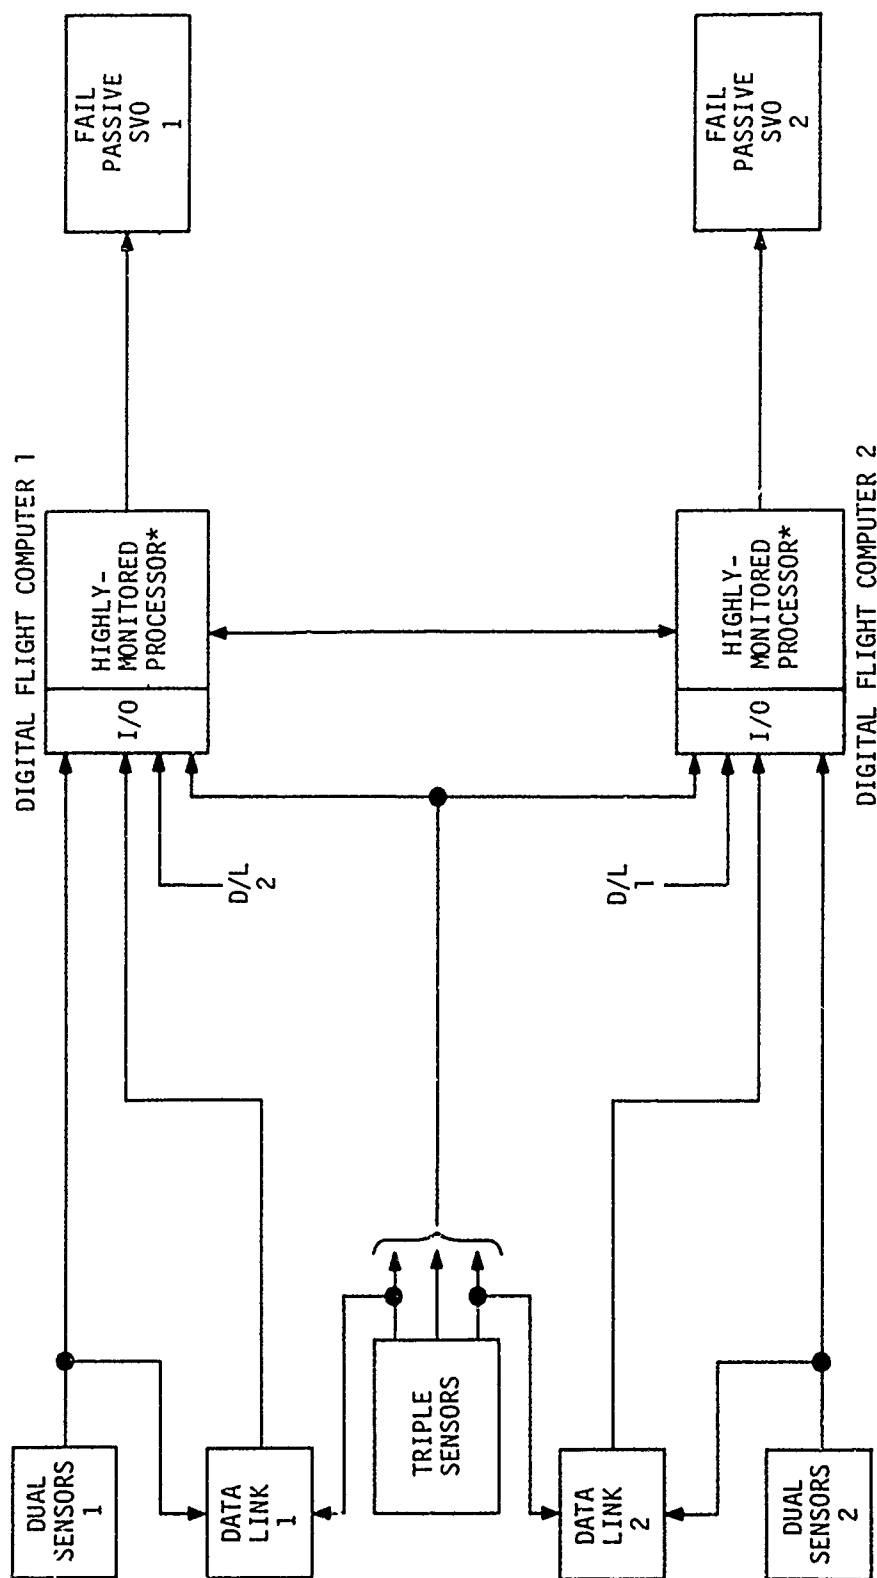 DUAL
SENSORS
1
DATA
LINK
1
TRIPLE
SENSORS
DATA
LINK
2
DUAL
SENSORS
2
D/L
2
D/L
1
DIGITAL FLIGHT COMPUTER 1
I/O
HIGHLY-
MONITORED
PROCESSOR*
I/O
HIGHLY-
MONITORED
PROCESSOR*
DIGITAL FLIGHT COMPUTER 2
FAIL
PASSIVE
SVO
1
FAIL
PASSIVE
SVO
2